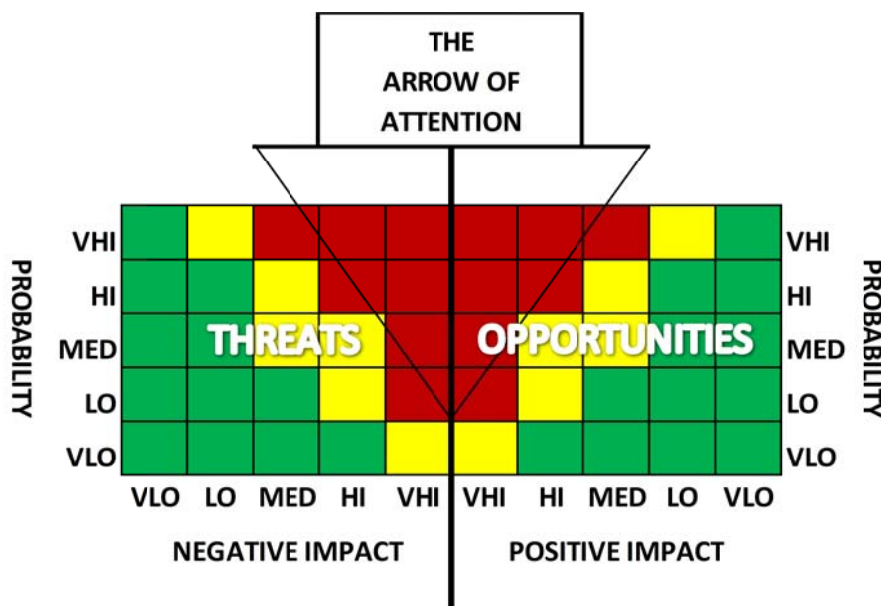 THE
ARROW OF
ATTENTION
PROBABILITY
VHI VHI
HI HI
THREATS OPPORTUNITIES
MED MED
LO LO
VLO VLO
PROBABILITY
VLO LO MED HI VHI VHI HI MED LO VLO
NEGATIVE IMPACT POSITIVE IMPACT